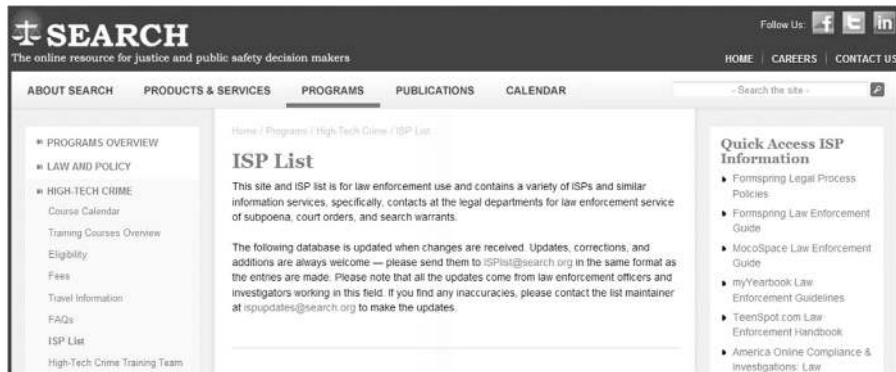 SEARCH
The online resource for justice and public safety decision makers
Follow Us: f t in
HOME | CAREERS | CONTACT US
ABOUT SEARCH PRODUCTS & SERVICES PROGRAMS PUBLICATIONS CALENDAR
- Search the site -
PROGRAMS OVERVIEW
LAW AND POLICY
HIGH-TECH CRIME
Course Calendar
Training Courses Overview
Eligibility
Fees
Travel Information
FAQs
ISP List
High-Tech Crime Training Team
Home / Programs / High-Tech Crime / ISP List
ISP List
This site and ISP list is for law enforcement use and contains a variety of ISPs and similar
information services, specifically, contacts at the legal departments for law enforcement service
of subpoena, court orders, and search warrants.
The following database is updated when changes are received. Updates, corrections, and
additions are always welcome — please send them to ISPlist@search.org in the same format as
the entries are made. Please note that all the updates come from law enforcement officers and
investigators working in this field. If you find any inaccuracies, please contact the list maintainer
at ispupdates@search.org to make the updates.
Quick Access ISP
Information
Formspring Legal Process
Policies
Formspring Law Enforcement
Guide
MocoSpace Law Enforcement
Guide
myYearbook Law
Enforcement Guidelines
TeenSpot.com Law
Enforcement Handbook
America Online Compliance &
Investigations: Law